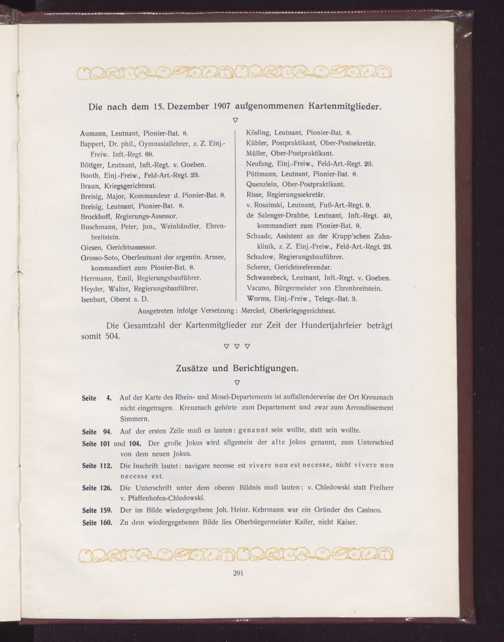 Die nach dem 15. Dezember 1907 aufgenommenen Kartenmitglieder.
Aumann, Leutnant, Pionier-Bat. 8.
Bappert, Dr. phil., Gymnasiallehrer, z. Z. Einj.-
Freiw. Inft.-Regt. 68.
Böttger, Leutnant, Inft.-Regt. v. Goeben.
Booth, Einj.-Freiw., Feld-Art.-Regt. 23.
Braun, Kriegsgerichtsrat.
Breisig, Major, Kommandeur d. Pionier-Bat. 8.
Breisig, Leutnant, Pionier-Bat. 8.
Brockhoff, Regierungs-Assessor.
Buschmann, Peter, jun., Weinhändler, Ehren-
breitstein.
Giesen, Gerichtsassessor.
Grosso-Soto, Oberleutnant der argentin. Armee,
kommandiert zum Pionier-Bat. 8.
Herrmann, Emil, Regierungsbauführer.
Heyder, Walter, Regierungsbauführer.
Isenbart, Oberst a. D.
Kösling, Leutnant, Pionier-Bat. 8.
Kübler, Postpraktikant, Ober-Postsekretär.
Müller, Ober-Postpraktikant.
Neufang, Einj.-Freiw., Feld-Art.-Regt. 23.
Püttmann, Leutnant, Pionier-Bat. 8.
Quenstein, Ober-Postpraktikant.
Risse, Regierungssekretär.
v. Rosainski, Leutnant, Fuß-Art.-Regt. 9.
de Salengre-Drabbe, Leutnant, Inft.-Regt. 40,
kommandiert zum Pionier-Bat. 8.
Schaade, Assistent an der Krupp'schen Zahn-
klinik, z. Z. Einj.-Freiw., Feld-Art.-Regt. 23.
Schadow, Regierungsbauführer.
Scherer, Gerichtsreferendar.
Schwanebeck, Leutnant, Inft.-Regt. v. Goeben.
Vacano, Bürgermeister von Ehrenbreitstein.
Worms, Einj.-Freiw., Telegr.-Bat. 3.
Ausgetreten infolge Versetzung: Merckel, Oberkriegsgerichtsrat.
Die Gesamtzahl der Kartenmitglieder zur Zeit der Hundertjahrfeier beträgt
somit 504.
Zusätze und Berichtigungen.
Seite 4. Auf der Karte des Rhein- und Mosel-Departements ist auffallenderweise der Ort Kreuznach
nicht eingetragen. Kreuznach gehörte zum Departement und zwar zum Arrondissement
Simmern.
Seite 94. Auf der ersten Zeile muß es lauten: genannt sein wollte, statt sein wollte.
Seite 101 und 104. Der große Jokus wird allgemein der alte Jokus genannt, zum Unterschied
von dem neuen Jokus.
Seite 112. Die Inschrift lautet: navigare necesse est vivere non est necesse, nicht vivere non
necesse est.
Seite 126. Die Unterschrift unter dem oberen Bildnis muß lauten: v. Chledowski statt Freiherr
v. Pfaffenhofen-Chledowski.
Seite 159. Der im Bilde wiedergegebene Joh. Heinr. Kehrmann war ein Gründer des Casinos.
Seite 160. Zu dem wiedergegebenen Bilde lies Oberbürgermeister Kaifer, nicht Kaiser.
291